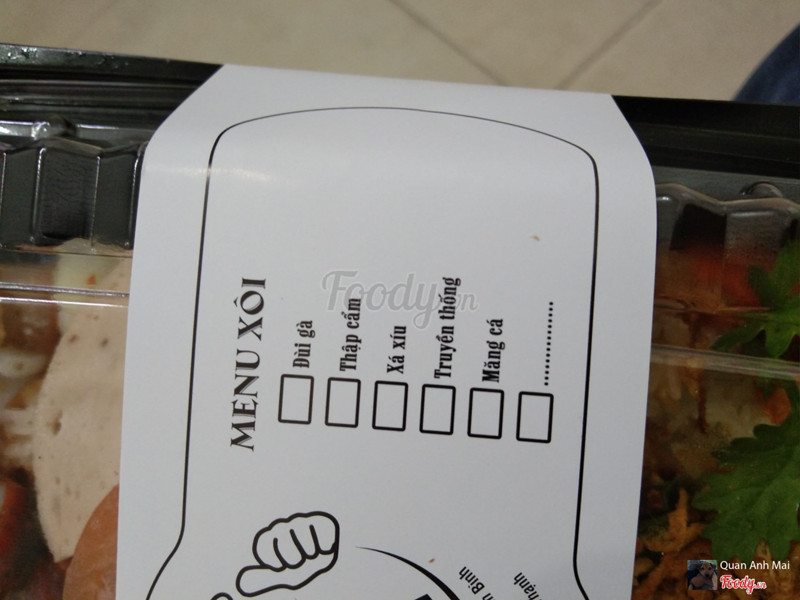 MENU XÔI
Đùi gà
Thập cẩm
Xá xíu
Truyền thống
Măng cá
................
Foody.vn
Quan Anh Mai
Foody.vn